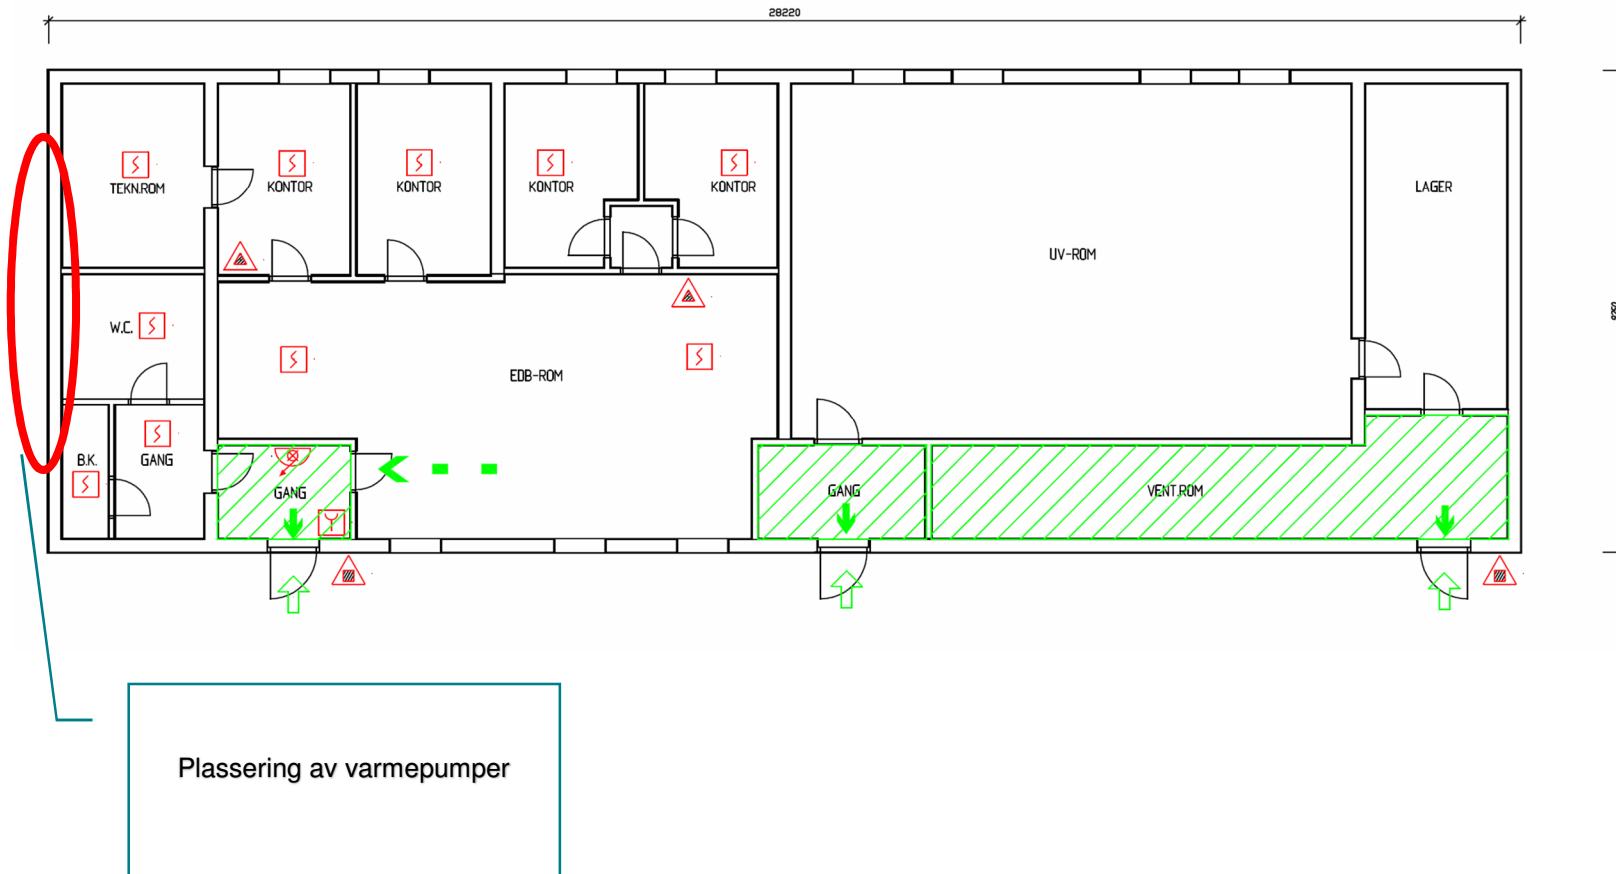 28220
TEKN.ROM
KONTOR
KONTOR
KONTOR
KONTOR
LAGER
UV-ROM
W.C.
EDB-ROM
B.K.
GANG
GANG
GANG
VENT.ROM
Plassering av varmepumper